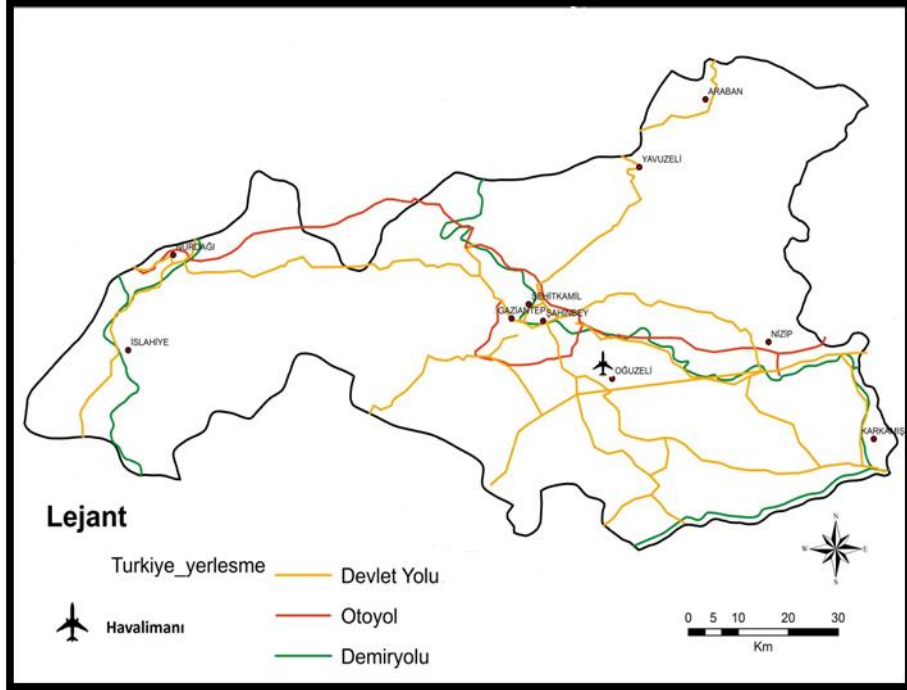 ARABAN
YAVUZELİ
NURDAĞI
ŞEHİTKAMİL
GAZİANTEP
ŞAHİNBEY
İSLAHİYE
NİZİP
OĞUZELİ
KARKAMIŞ
Lejant
Turkiye_yerlesme
Devlet Yolu
Havalimanı
Otoyol
Demiryolu
N
W E
S
0 5 10 20 30
Km